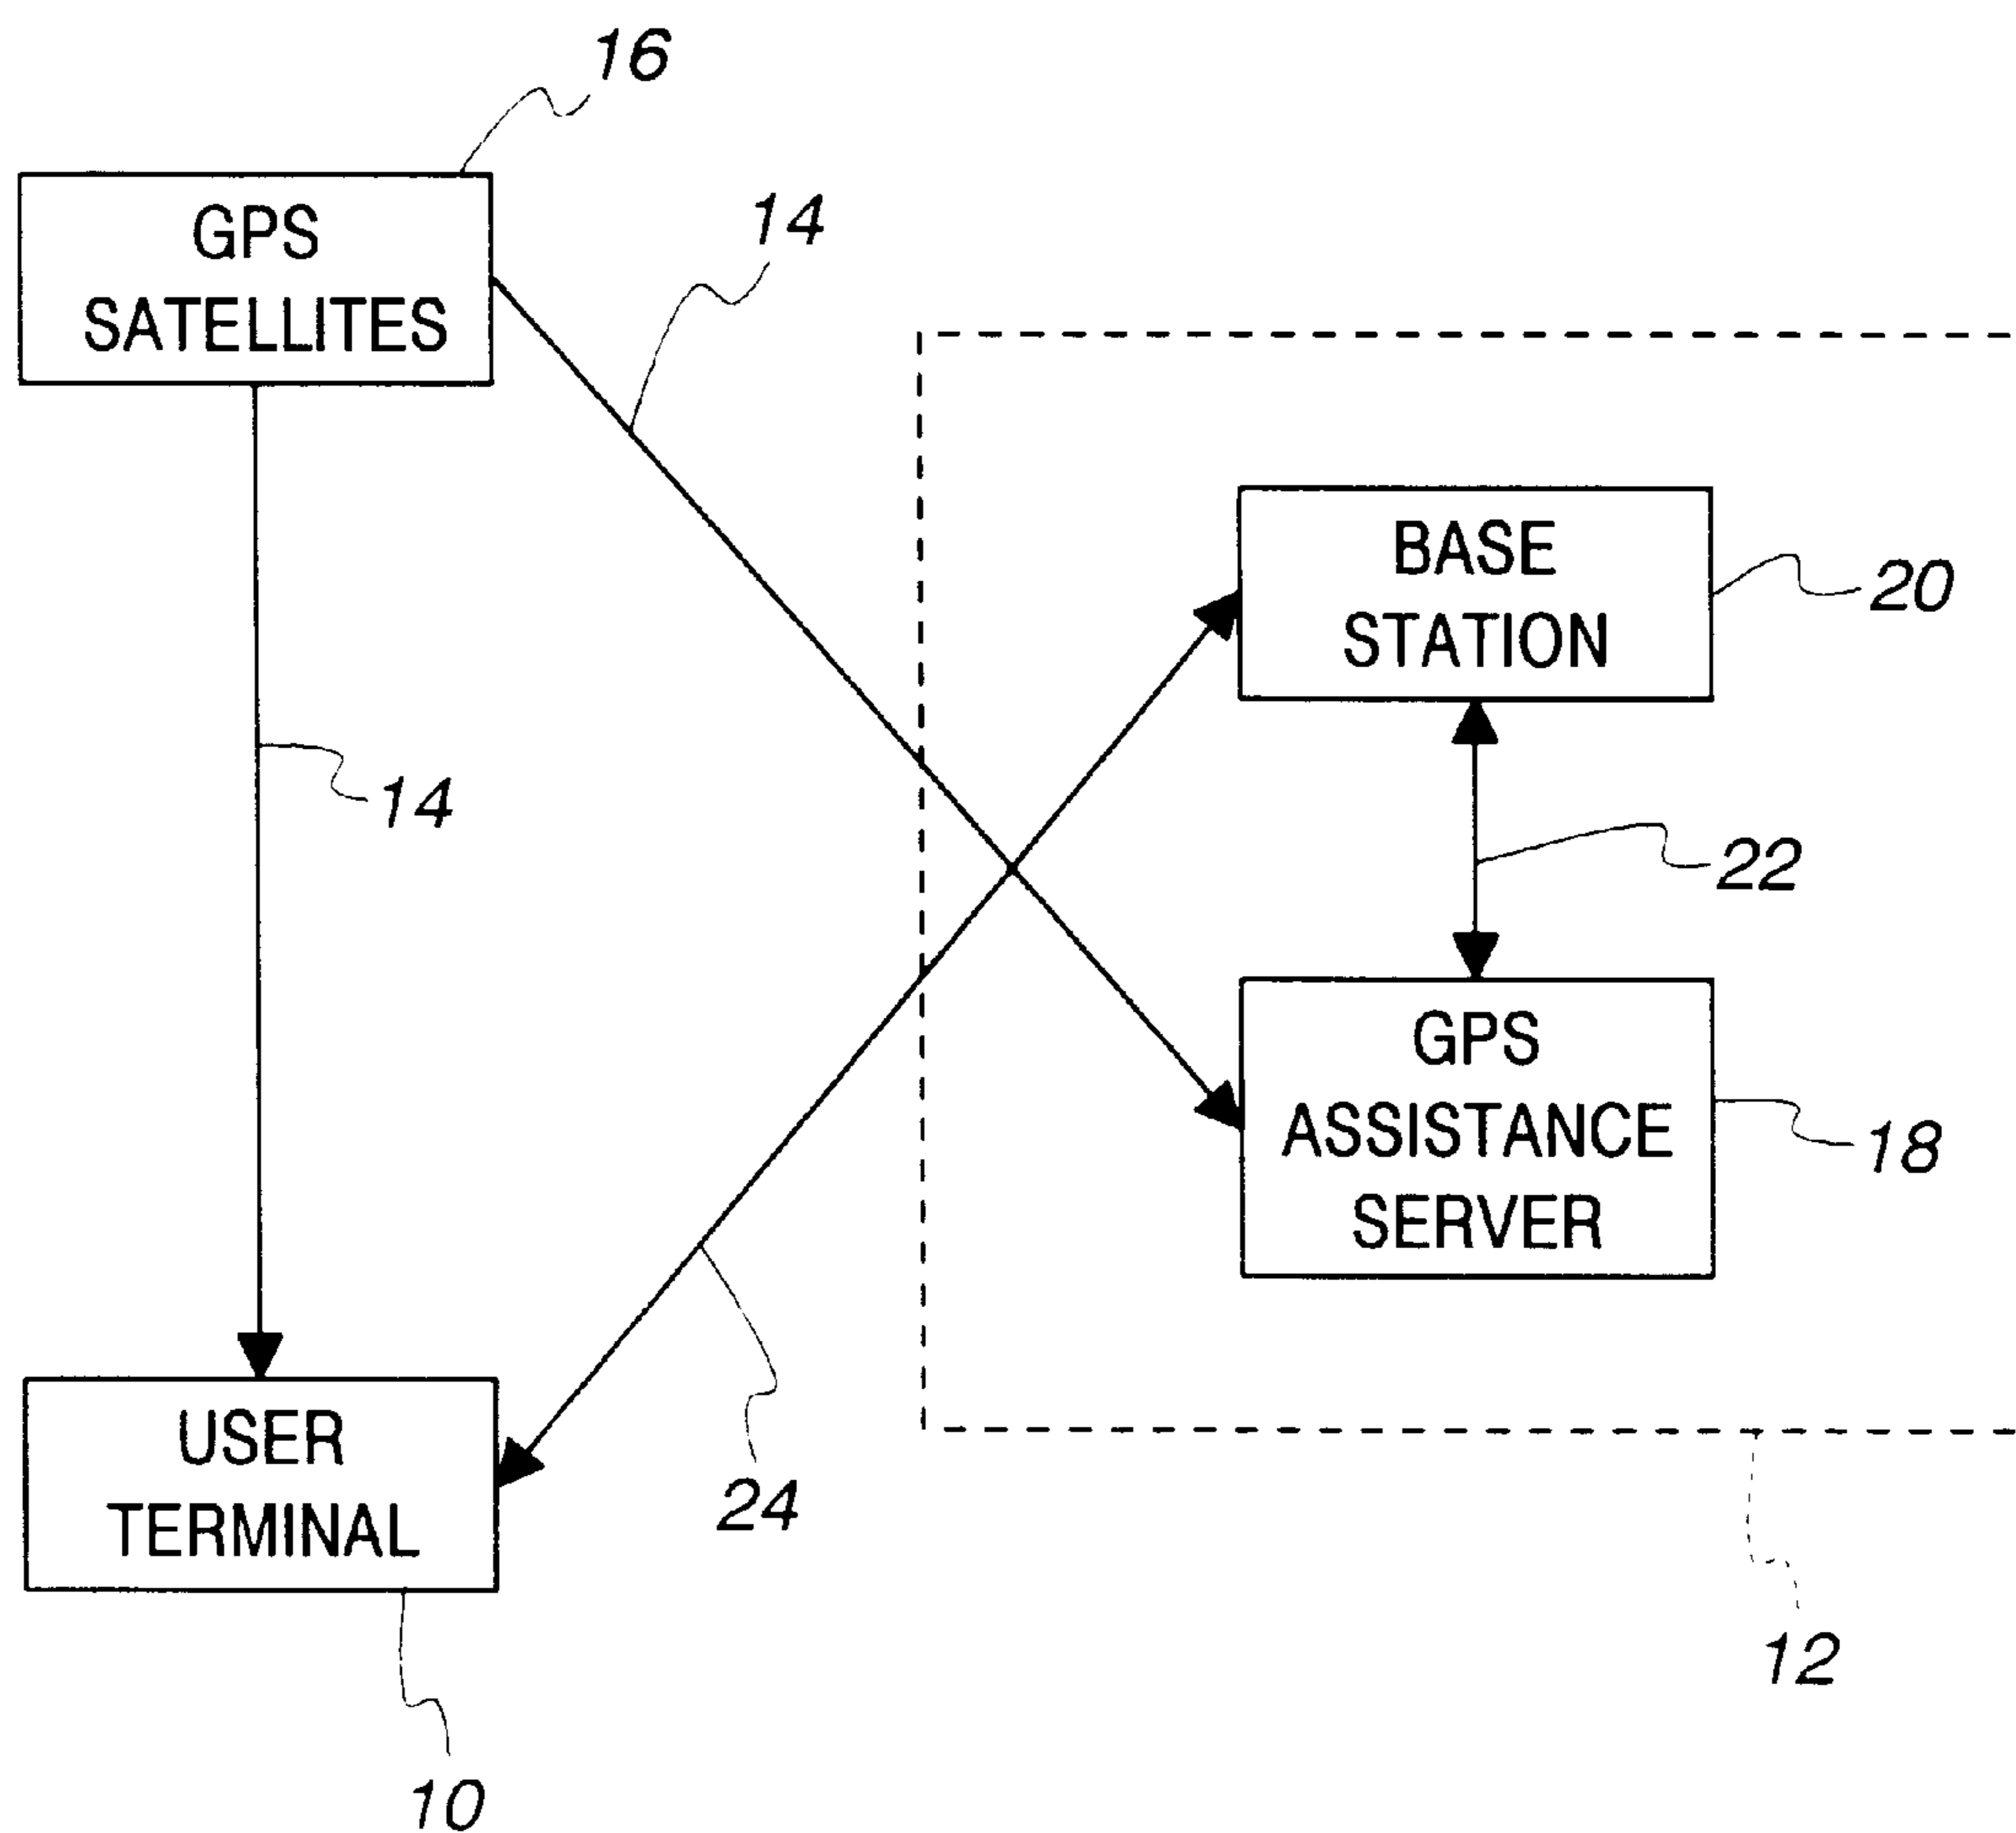 16
GPS
SATELLITES
14
BASE
STATION
20
14
22
GPS
ASSISTANCE
SERVER
18
USER
TERMINAL
24
12
10